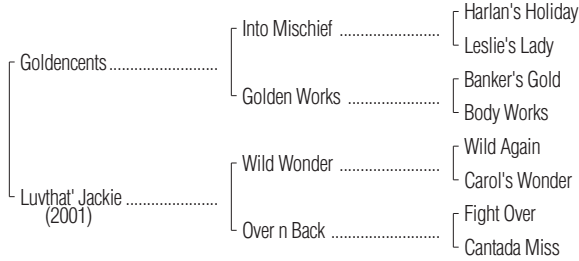 Harlan's Holiday
Into Mischief ....................
Leslie's Lady
Goldencents .........................
Banker's Gold
Golden Works ..................
Body Works
Wild Again
Wild Wonder .....................
Carol's Wonder
Luvthat' Jackie .....................
(2001)
Fight Over
Over n Back ......................
Cantada Miss